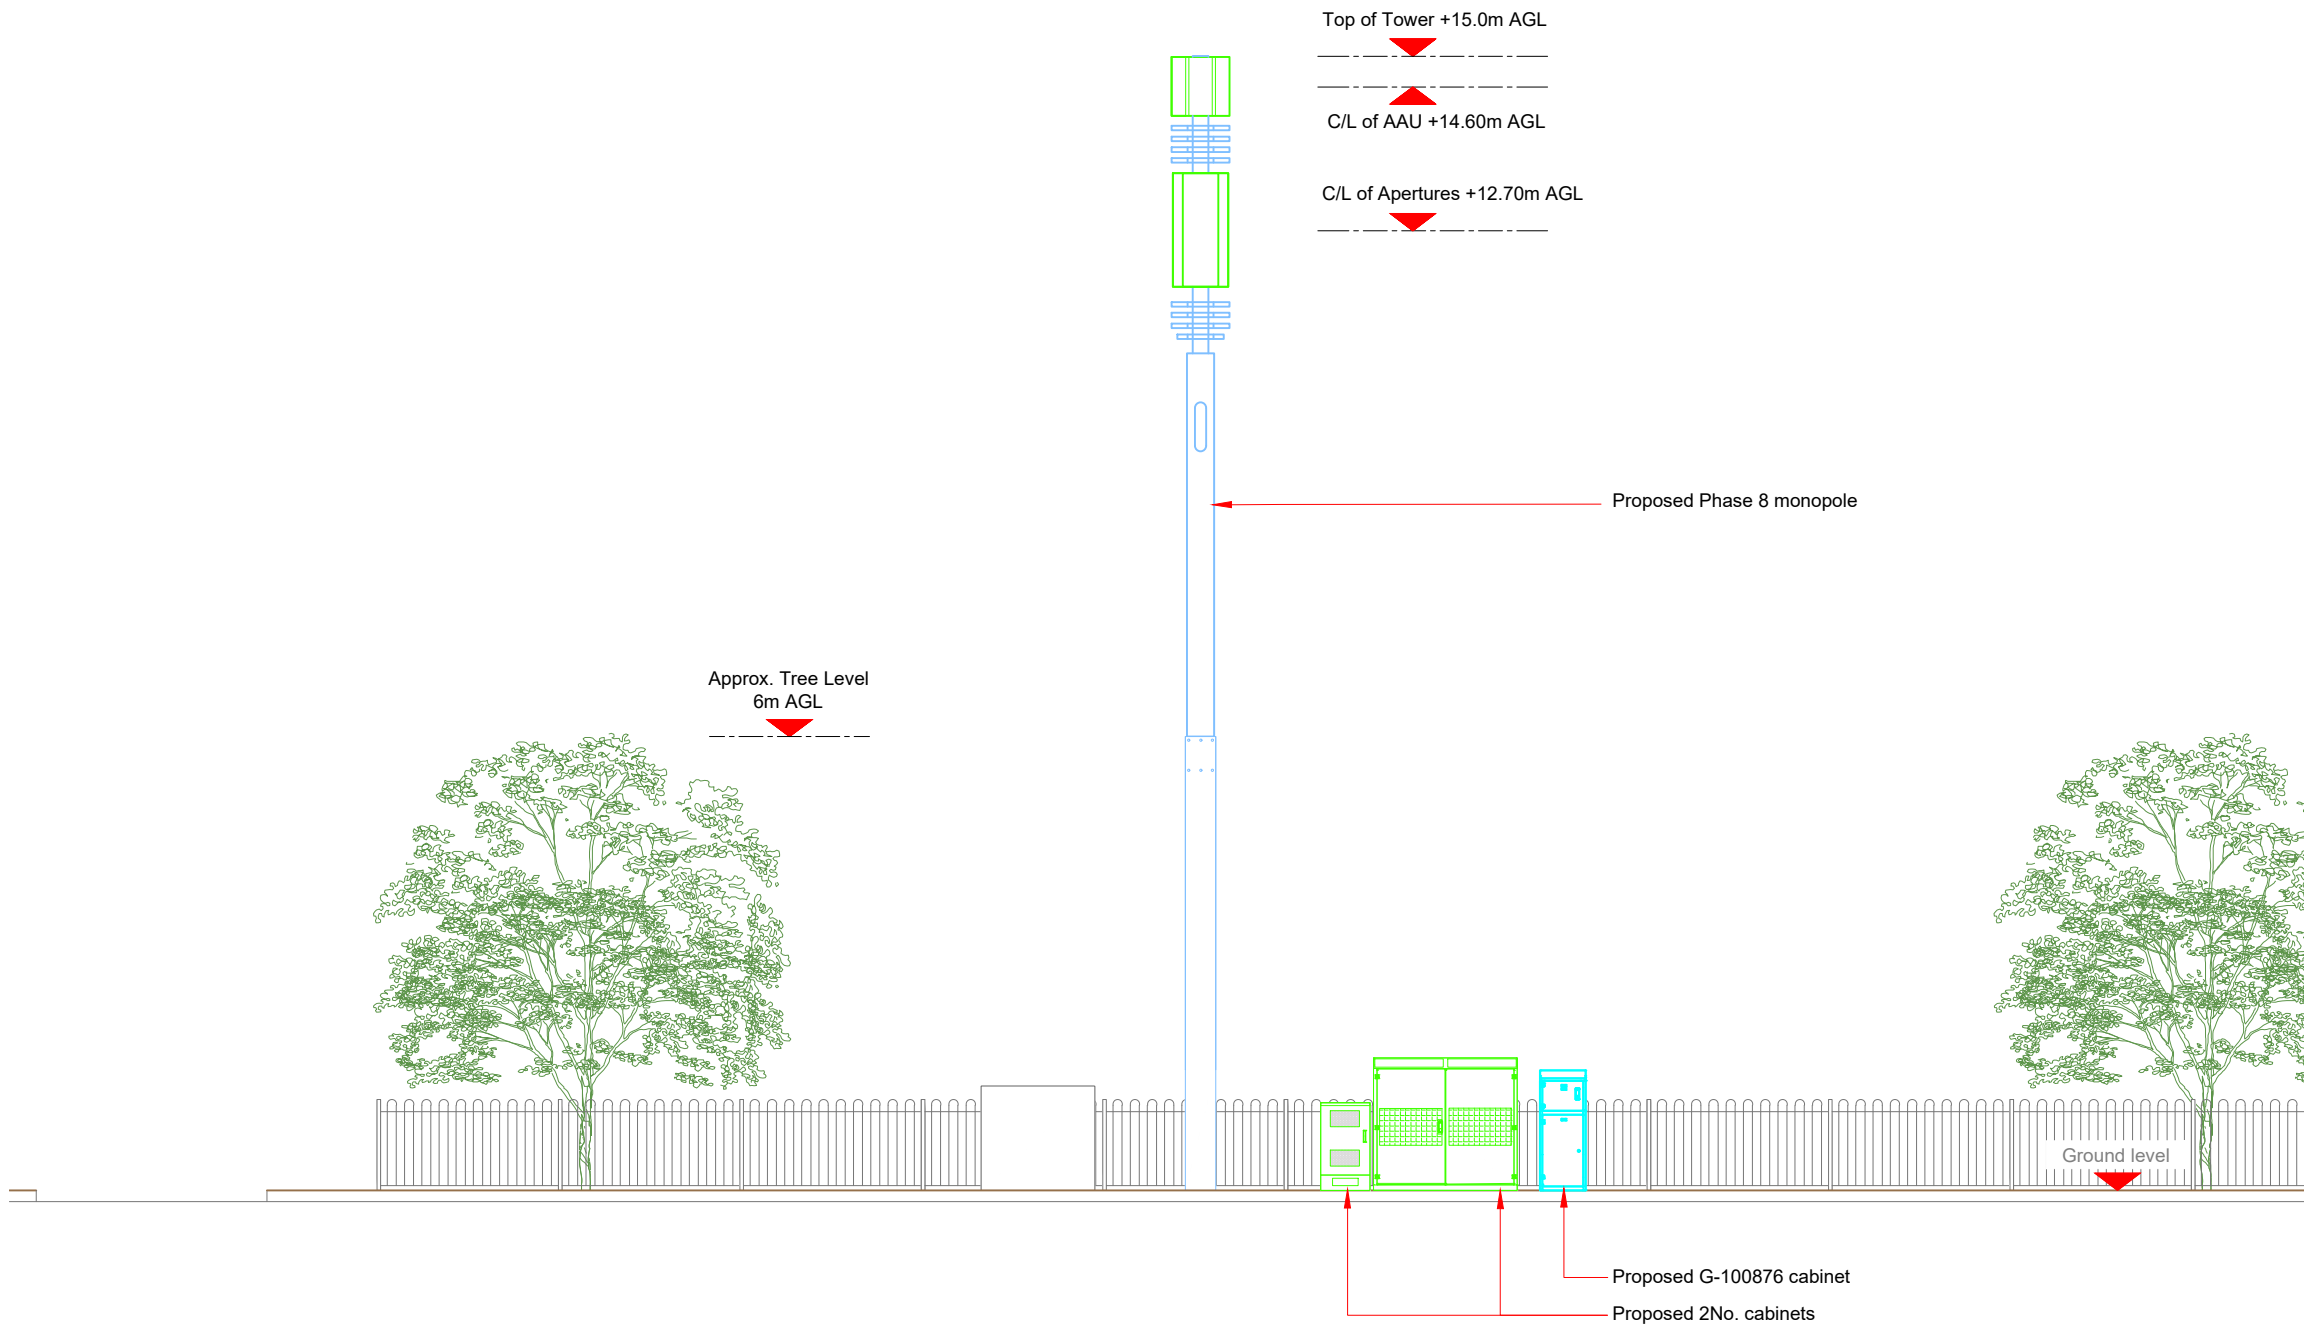 Top of Tower +15.0m AGL
C/L of AAU +14.60m AGL
C/L of Apertures +12.70m AGL
Proposed Phase 8 monopole
Approx. Tree Level
6m AGL
Ground level
Proposed G-100876 cabinet
Proposed 2No. cabinets